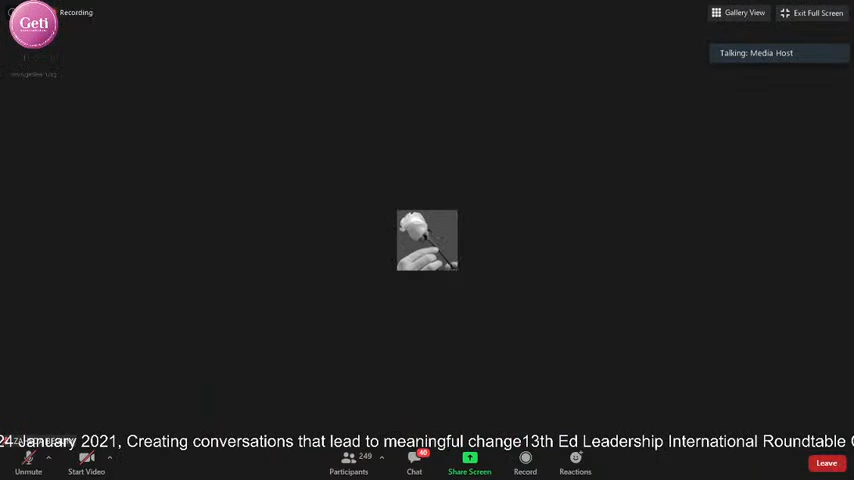 Geti
Recording
Gallery View
Exit Full Screen
Talking: Media Host
249
40
24 January 2021, Creating conversations that lead to meaningful change13th Ed Leadership International Roundtable
Unmute
Start Video
Participants
Chat
Share Screen
Record
Reactions
Leave